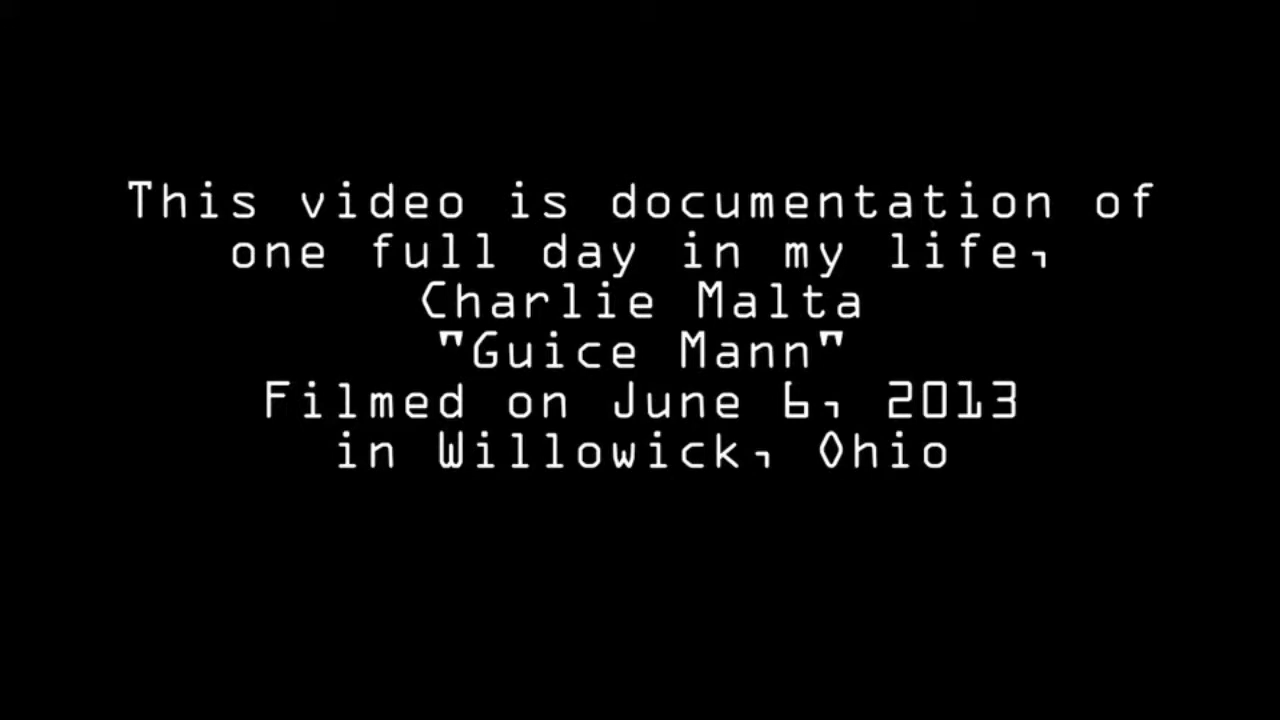 This video is documentation of
one full day in my life,
Charlie Malta
"Guice Mann"
Filmed on June 6, 2013
in Willowick, Ohio